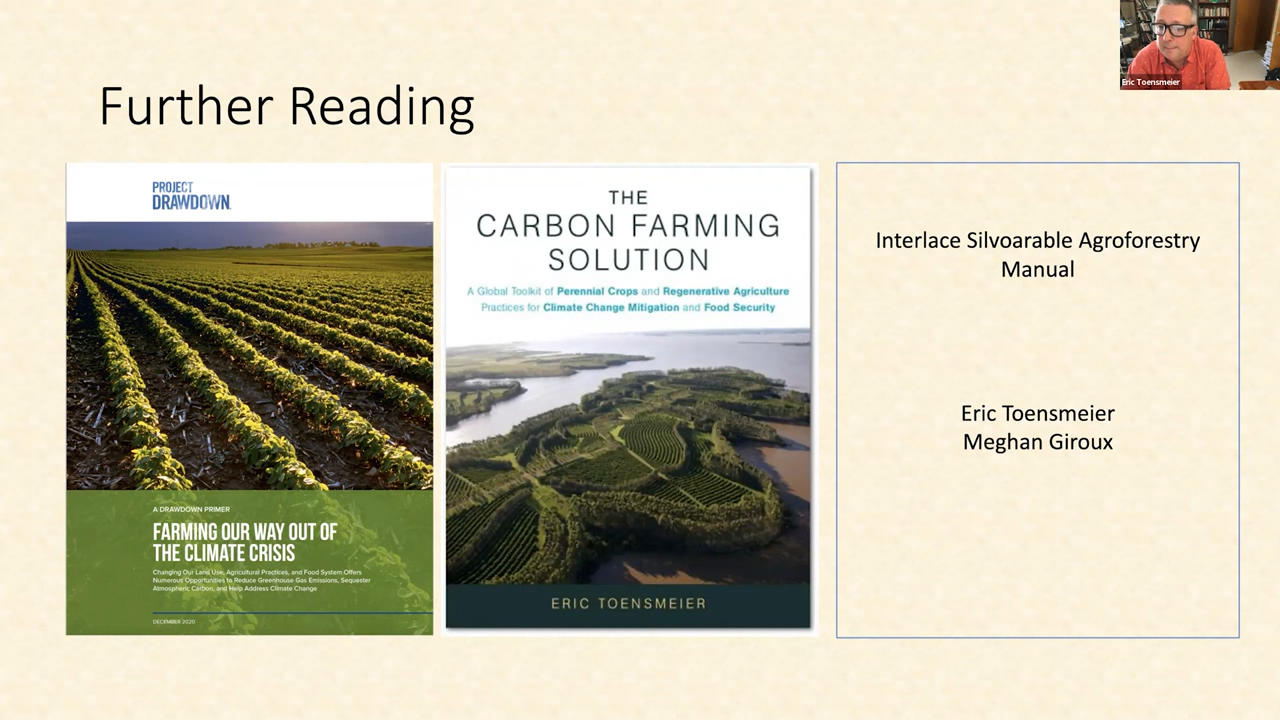 Eric Toensmeier
Further Reading
PROJECT
DRAWDOWN.
A DRAWDOWN PRIMER
FARMING OUR WAY OUT OF
THE CLIMATE CRISIS
Changing Our Land Use, Agricultural Practices, and Food System Offers
Numerous Opportunities to Reduce Greenhouse Gas Emissions, Sequester
Atmospheric Carbon, and Help Address Climate Change
DECEMBER 2020
THE
CARBON FARMING
SOLUTION
A Global Toolkit of Perennial Crops and Regenerative Agriculture
Practices for Climate Change Mitigation and Food Security
ERIC TOENSMEIER
Interlace Silvoarable Agroforestry
Manual
Eric Toensmeier
Meghan Giroux